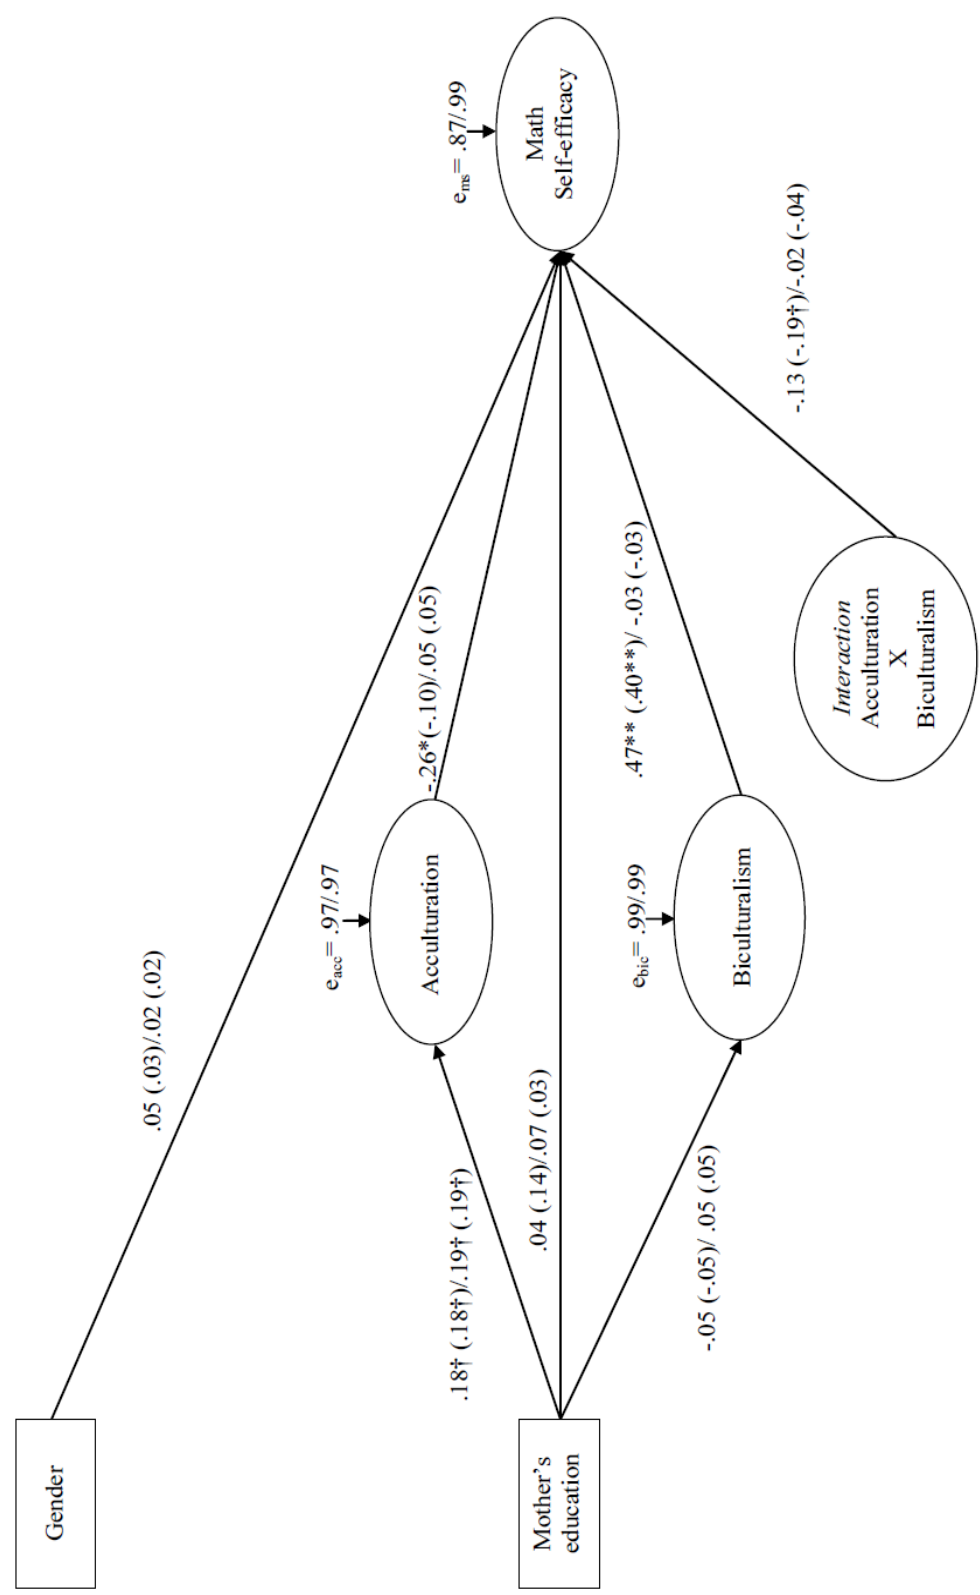 Gender
.05 (.03)/.02 (.02)
e_acc= .97/.97
Acculturation
-.26*(-.10)/.05 (.05)
.18† (.18†)/.19† (.19†)
e_ms= .87/.99
Math
Self-efficacy
Mother's
education
.04 (.14)/.07 (.03)
e_bic= .99/.99
Biculturalism
.47** (.40**)/ -.03 (-.03)
-.05 (-.05)/ .05 (.05)
Interaction
Acculturation
X
Biculturalism
-.13 (-.19†)/-.02 (-.04)